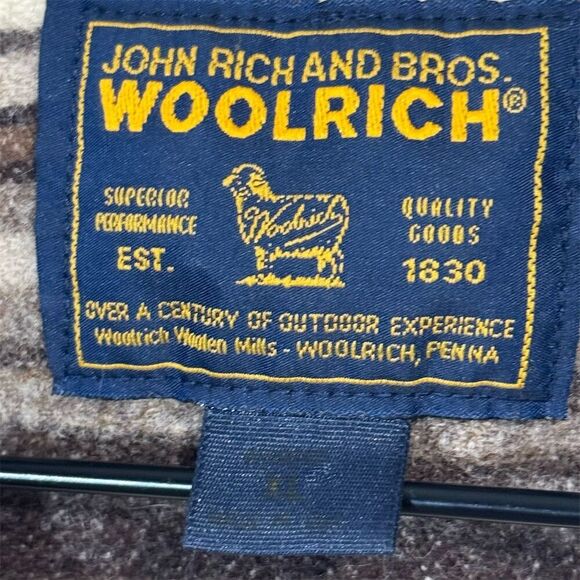 JOHN RICH AND BROS.
WOOLRICH®
SUPERIOR
PERFORMANCE
EST.
Woolrich
QUALITY
GOODS
1830
OVER A CENTURY OF OUTDOOR EXPERIENCE
Woolrich Woolen Mills - WOOLRICH, PENNA
XL